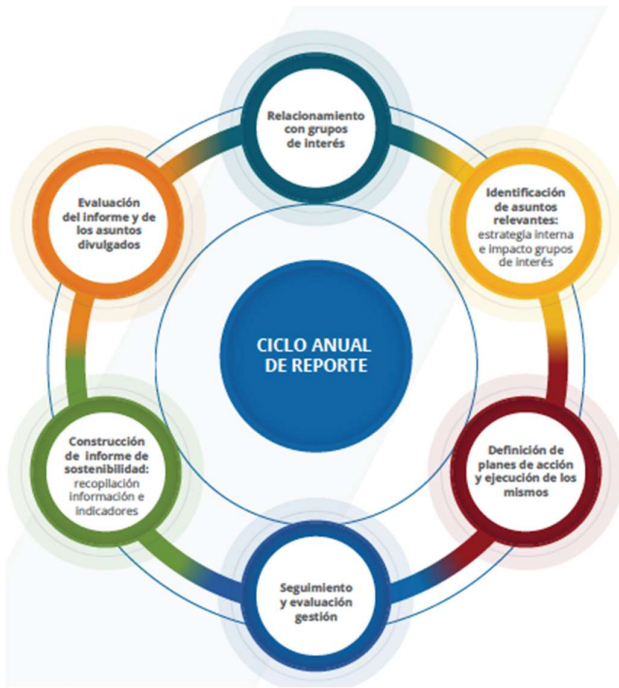 Relacionamiento
con grupos
de interés
Identificación
de asuntos
relevantes:
estrategia interna
e impacto grupos
de interés
Definición de
planes de acción
y ejecución de los
mismos
Seguimiento
y evaluación
gestión
Construcción
de informe de
sostenibilidad:
recopilación
información e
indicadores
Evaluación
del informe y de
los asuntos
divulgados
CICLO ANUAL
DE REPORTE